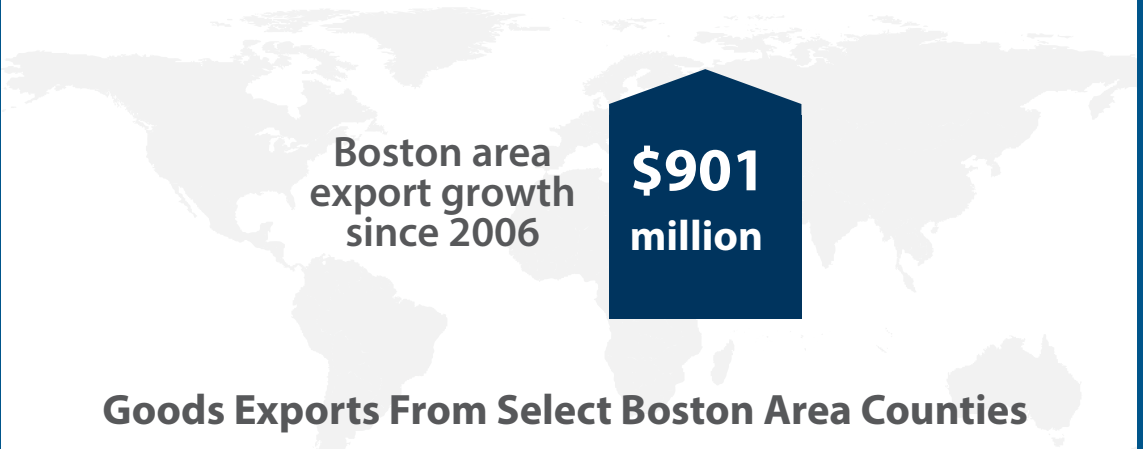 Boston area
export growth
since 2006
$901
million
Goods Exports From Select Boston Area Counties